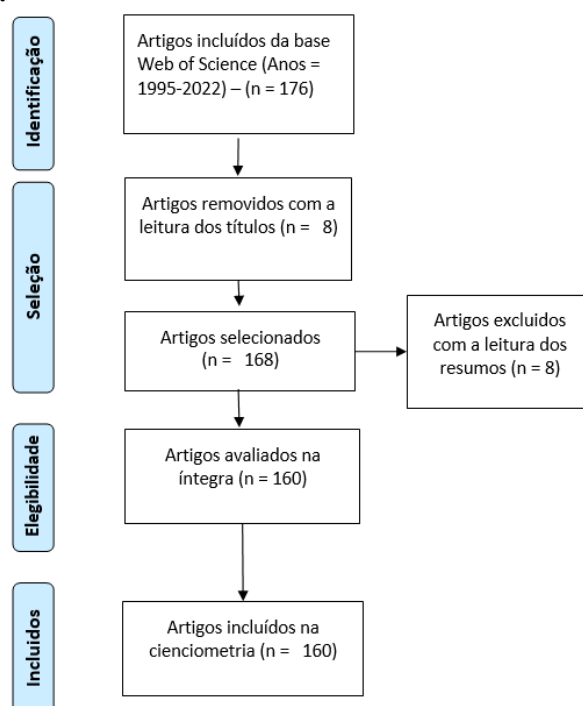 Identificação
Artigos incluídos da base
Web of Science (Anos =
1995-2022) – (n = 176)
Seleção
Artigos removidos com a
leitura dos títulos (n = 8)
Artigos selecionados
(n = 168)
Artigos excluidos
com a leitura dos
resumos (n = 8)
Elegibilidade
Artigos avaliados na
íntegra (n = 160)
Incluidos
Artigos incluídos na
cienciometria (n = 160)